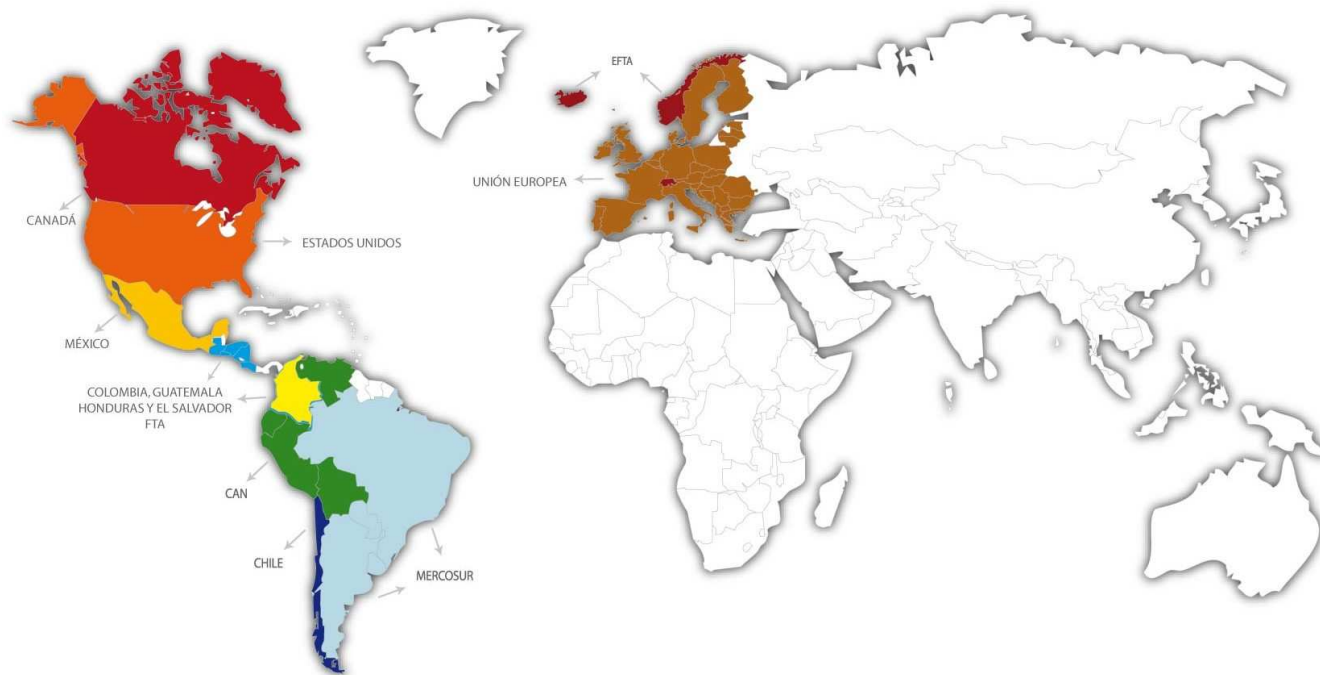 EFTA
UNIÓN EUROPEA
CANADÁ
ESTADOS UNIDOS
MÉXICO
COLOMBIA, GUATEMALA
HONDURAS Y EL SALVADOR
FTA
CAN
CHILE
MERCOSUR